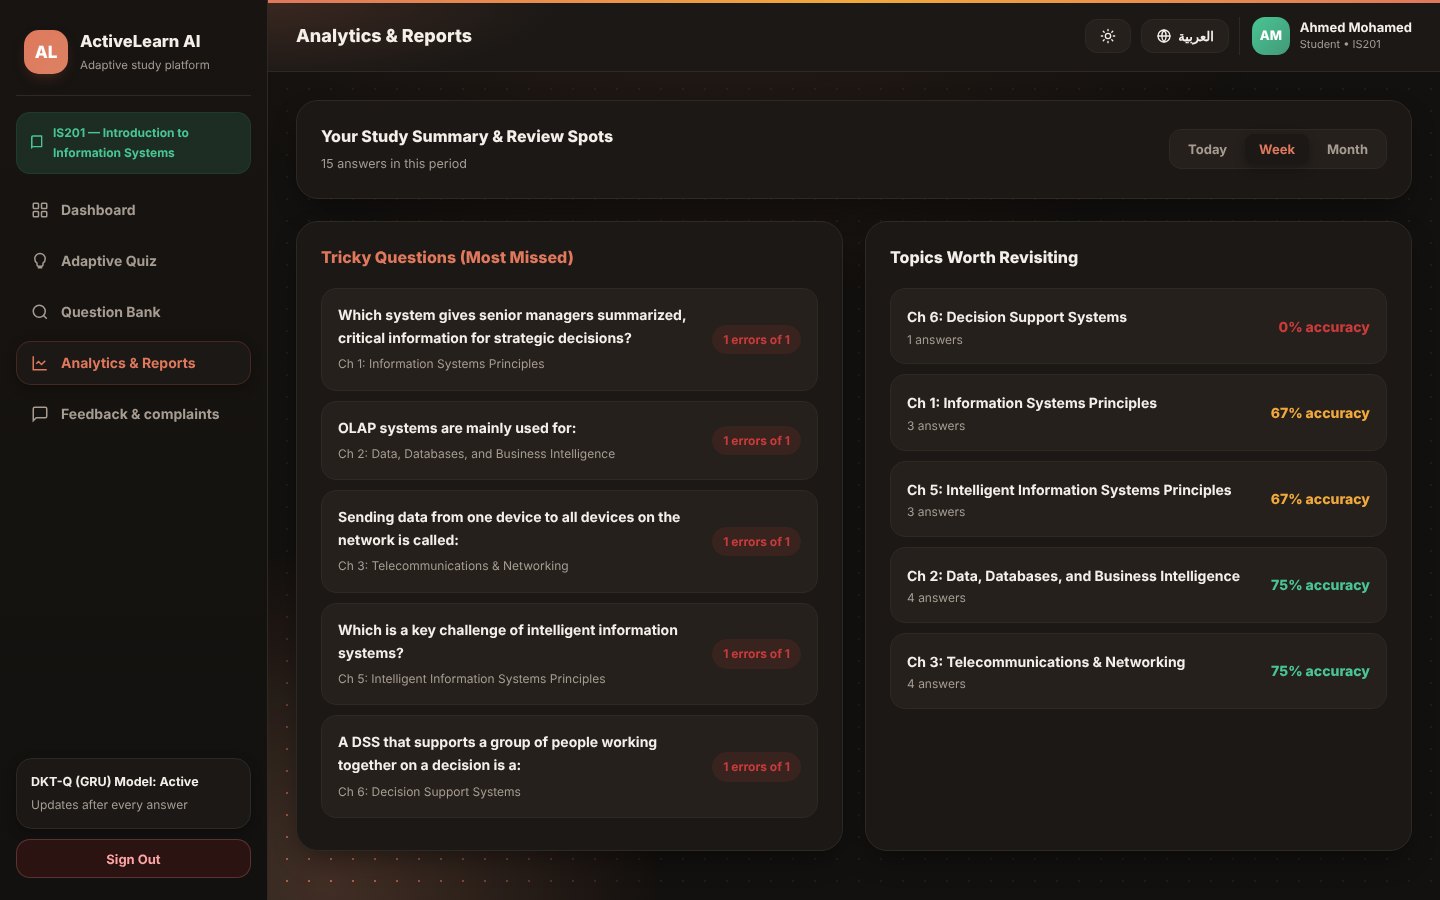 AL
ActiveLearn AI
Adaptive study platform
IS201 — Introduction to
Information Systems
Dashboard
Adaptive Quiz
Question Bank
Analytics & Reports
Feedback & complaints
DKT-Q (GRU) Model: Active
Updates after every answer
Sign Out
Analytics & Reports
العربية
AM
Ahmed Mohamed
Student • IS201
Your Study Summary & Review Spots
15 answers in this period
Today
Week
Month
Tricky Questions (Most Missed)
Which system gives senior managers summarized,
critical information for strategic decisions?
Ch 1: Information Systems Principles
1 errors of 1
OLAP systems are mainly used for:
Ch 2: Data, Databases, and Business Intelligence
1 errors of 1
Sending data from one device to all devices on the
network is called:
Ch 3: Telecommunications & Networking
1 errors of 1
Which is a key challenge of intelligent information
systems?
Ch 5: Intelligent Information Systems Principles
1 errors of 1
A DSS that supports a group of people working
together on a decision is a:
Ch 6: Decision Support Systems
1 errors of 1
Topics Worth Revisiting
Ch 6: Decision Support Systems
1 answers
0% accuracy
Ch 1: Information Systems Principles
3 answers
67% accuracy
Ch 5: Intelligent Information Systems Principles
3 answers
67% accuracy
Ch 2: Data, Databases, and Business Intelligence
4 answers
75% accuracy
Ch 3: Telecommunications & Networking
4 answers
75% accuracy